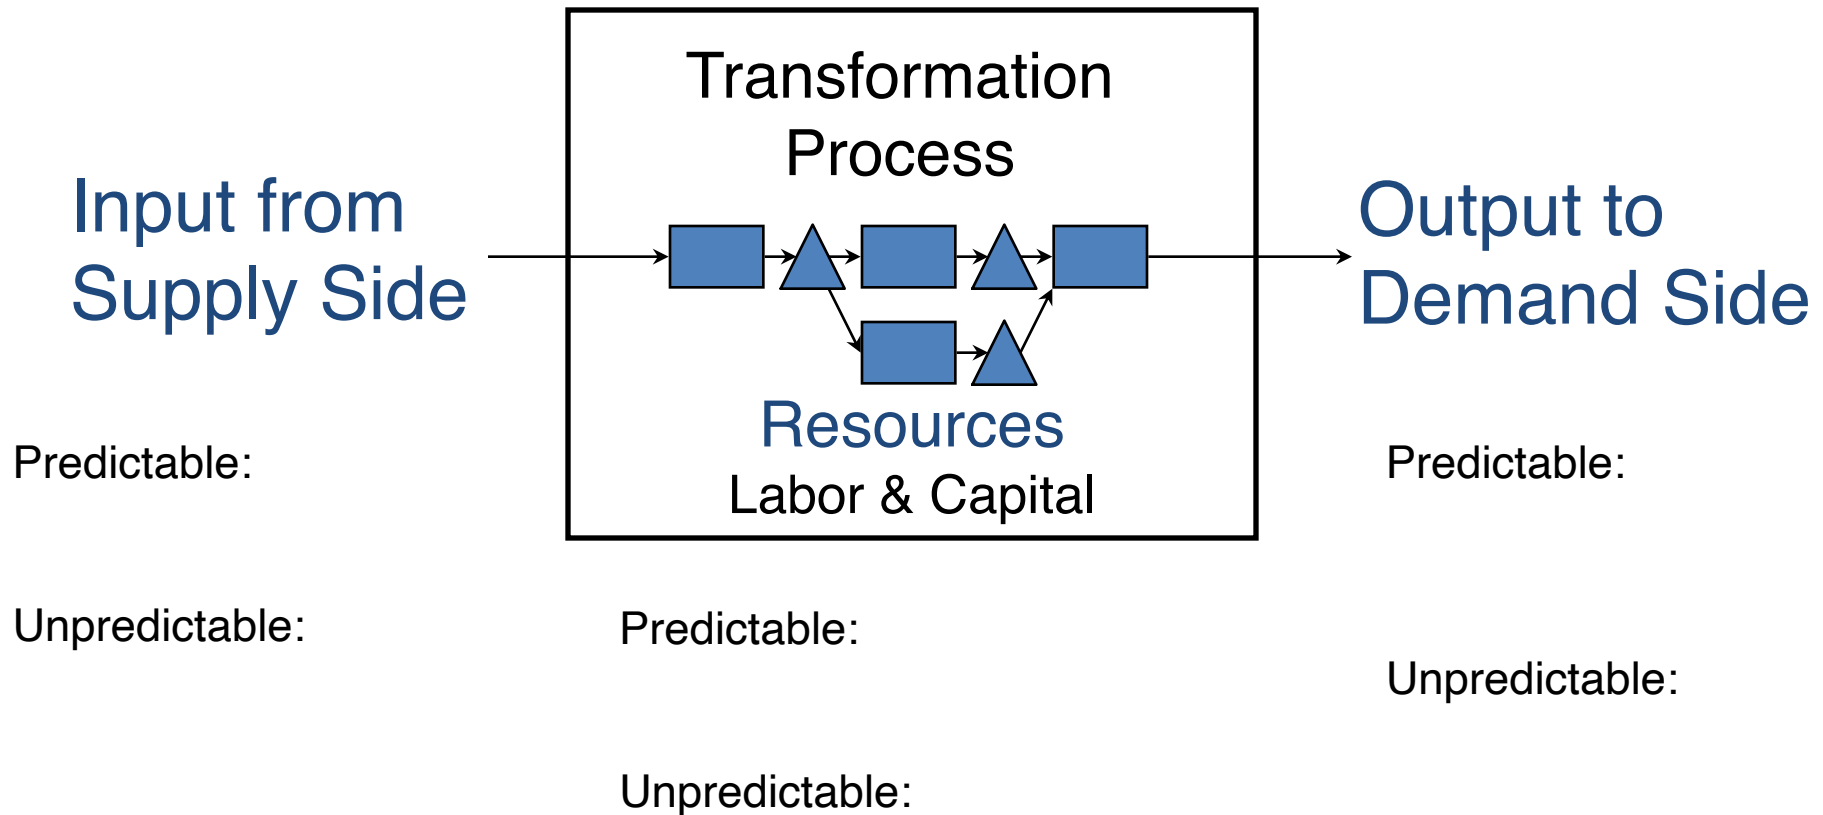 Transformation
Process
Input from
Supply Side
Output to
Demand Side
Resources
Labor & Capital
Predictable:
Unpredictable:
Predictable:
Unpredictable:
Predictable:
Unpredictable: